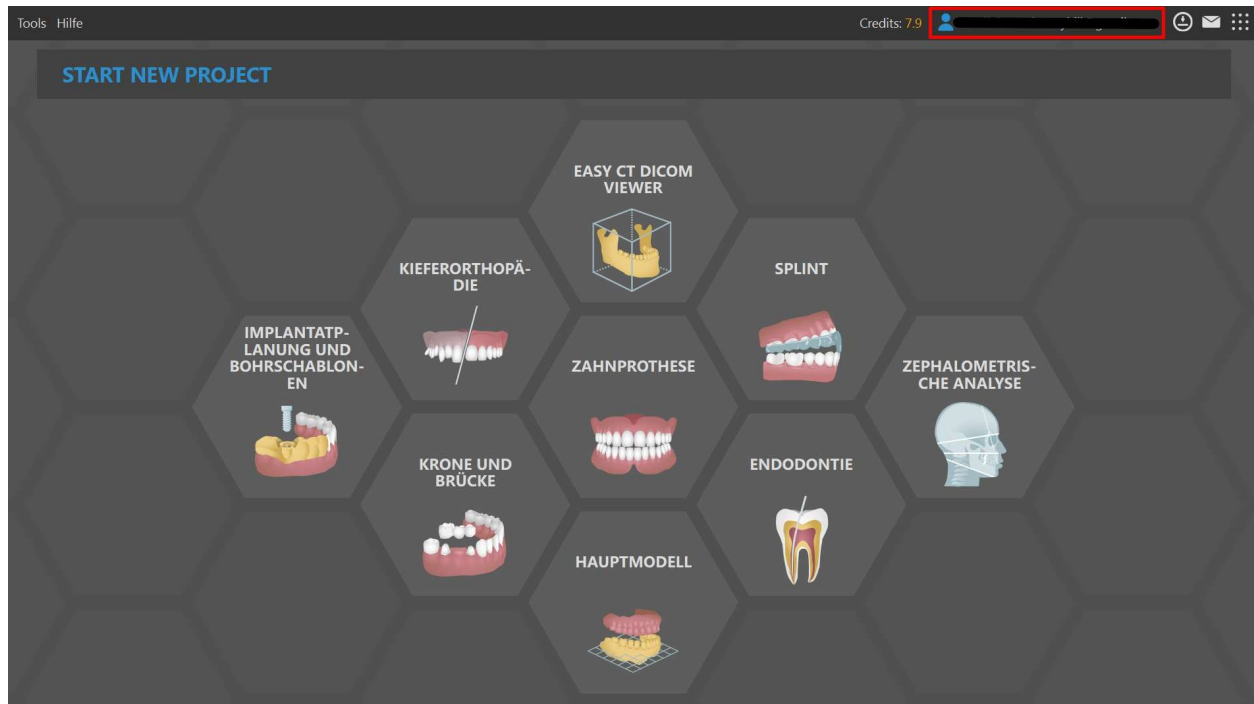 Tools Hilfe
Credits: 7.9
START NEW PROJECT
EASY CT DICOM
VIEWER
KIEFERORTHOPÄ-
DIE
SPLINT
IMPLANTATP-
LANUNG UND
BOHRSCHABLON-
EN
ZAHNPROTHESE
ZEPHALOMETRIS-
CHE ANALYSE
KRONE UND
BRÜCKE
ENDODONTIE
HAUPTMODELL